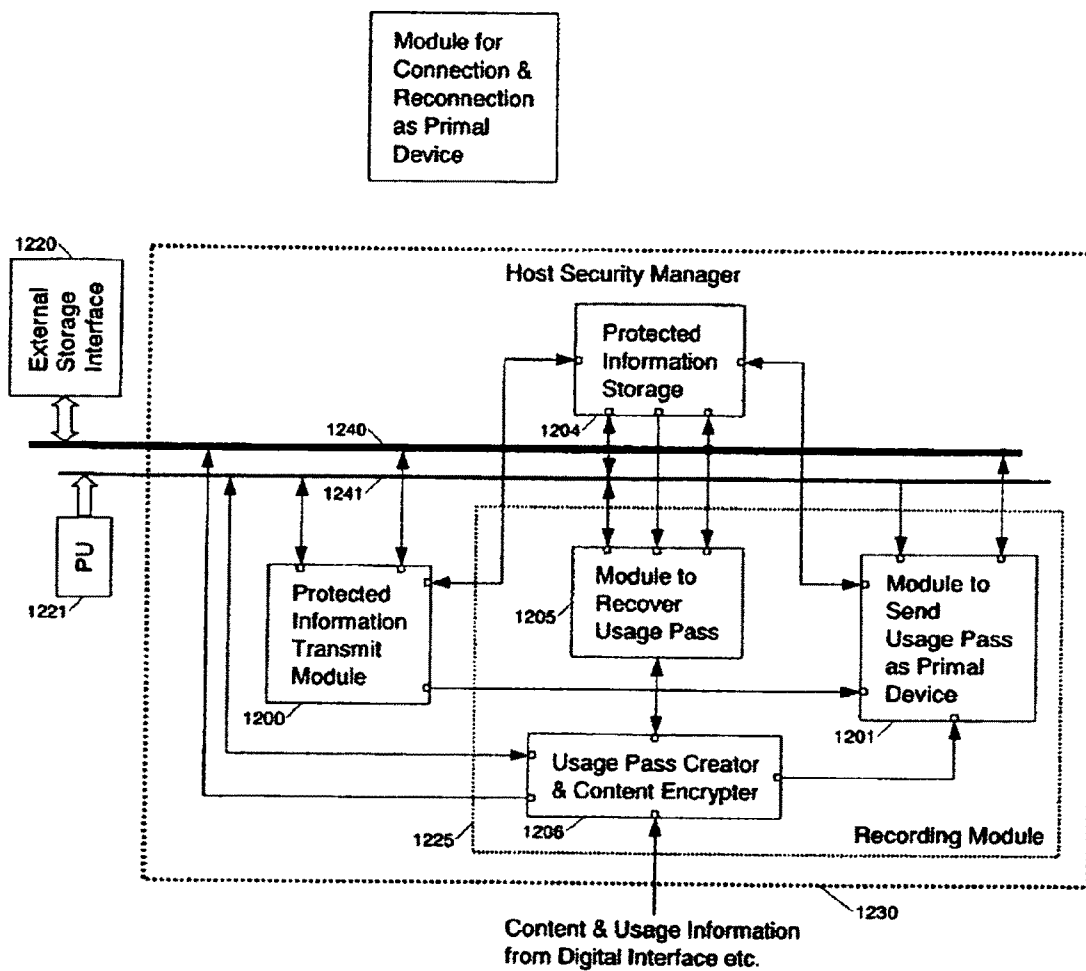 Module for
Connection &
Reconnection
as Primal
Device
1220
External
Storage
Interface
Host Security Manager
Protected
Information
Storage
1204
1240
1241
PU
1221
Protected
Information
Transmit
Module
1200
1205
Module to
Recover
Usage Pass
Module to
Send
Usage Pass
as Primal
Device
1201
Usage Pass Creator
& Content Encrypter
1206
1225
Recording Module
1230
Content & Usage Information
from Digital Interface etc.